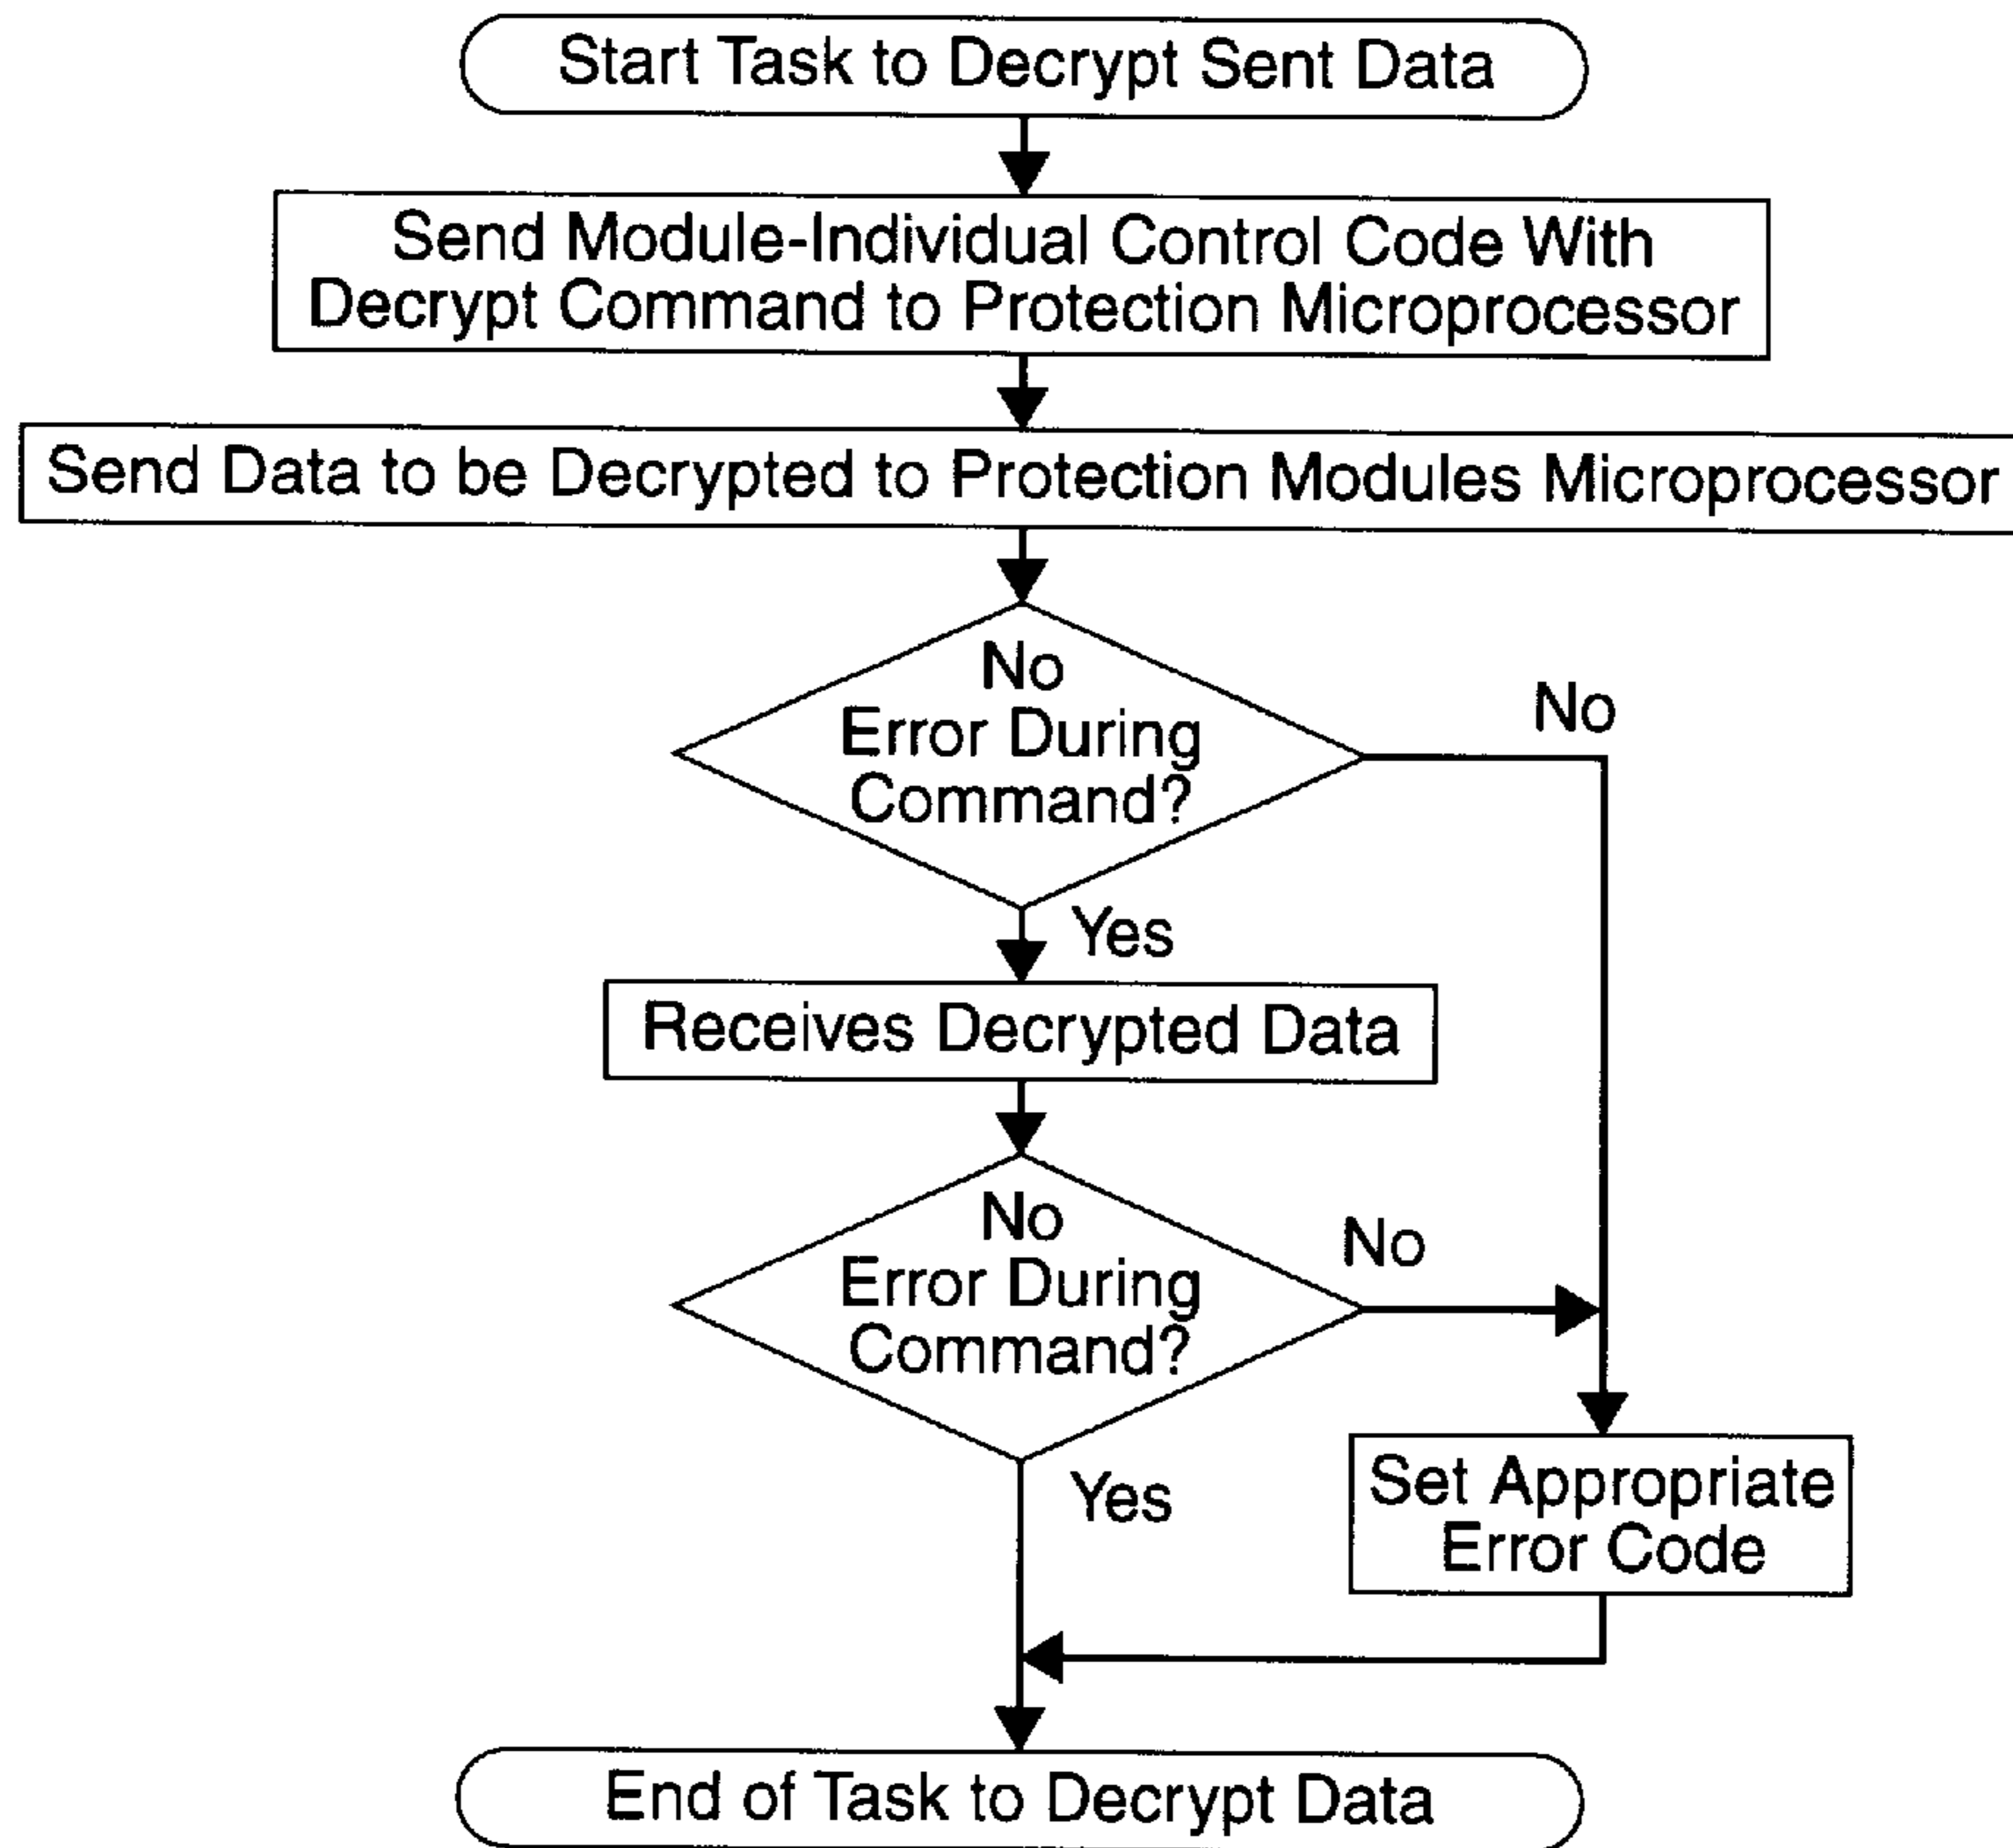 Start Task to Decrypt Sent Data
Send Module-Individual Control Code With
Decrypt Command to Protection Microprocessor
Send Data to be Decrypted to Protection Modules Microprocessor
No
Error During
Command?
No
Yes
Receives Decrypted Data
No
Error During
Command?
No
Yes
Set Appropriate
Error Code
End of Task to Decrypt Data